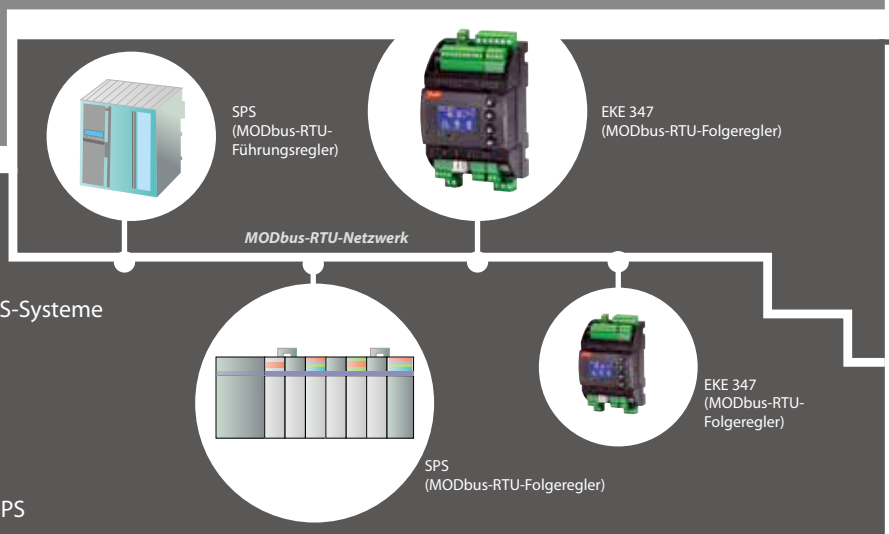 SPS
(MODbus-RTU-
Führungsregler)
EKE 347
(MODbus-RTU-Folgeregler)
MODbus-RTU-Netzwerk
S-Systeme
EKE 347
(MODbus-RTU-
Folgeregler)
SPS
(MODbus-RTU-Folgeregler)
PS